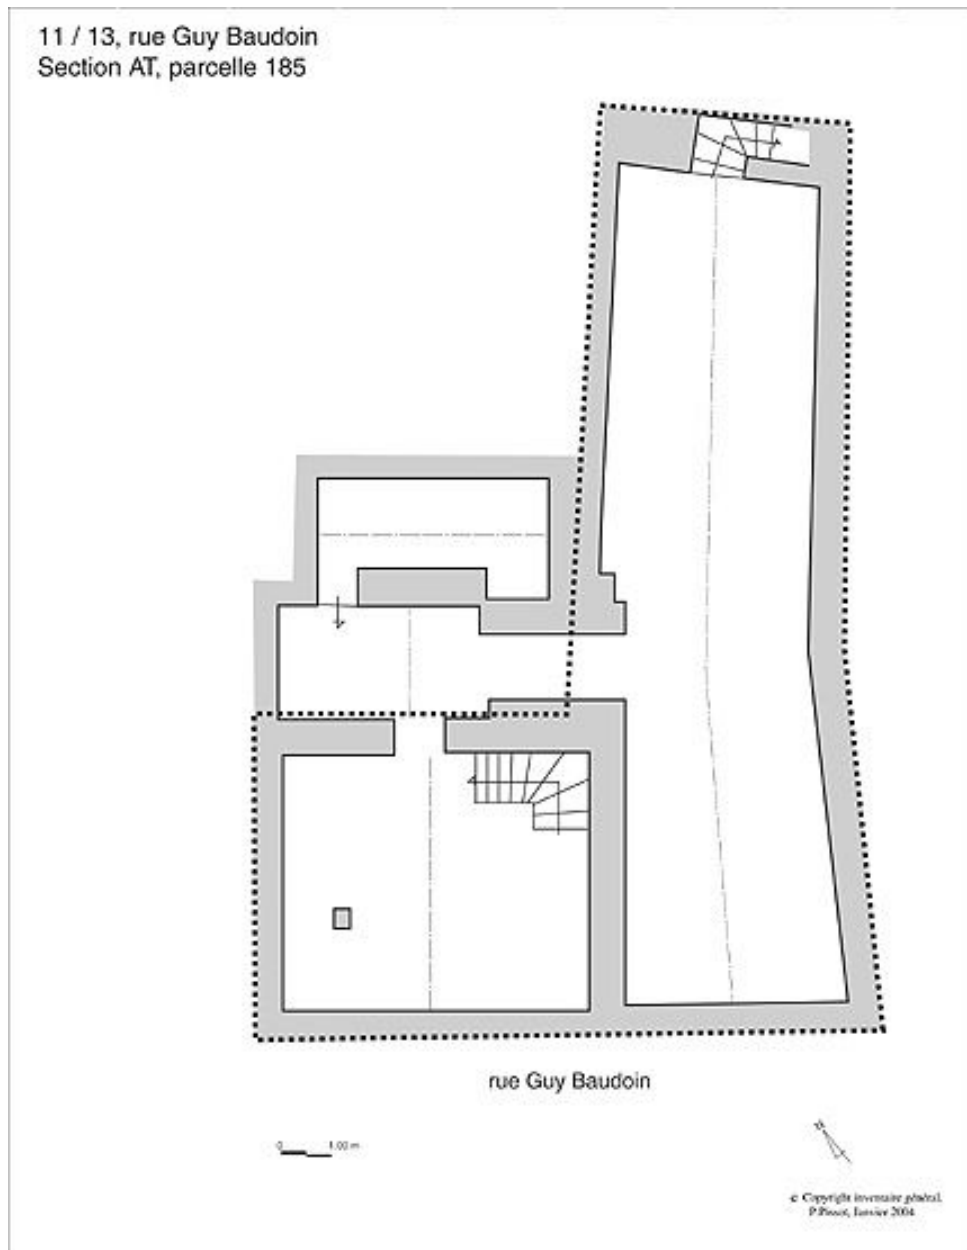 11 / 13, rue Guy Baudoin
Section AT, parcelle 185
rue Guy Baudoin
0 1.00 m
N
© Copyright inventaire général,
P.Pissot, Janvier 2004